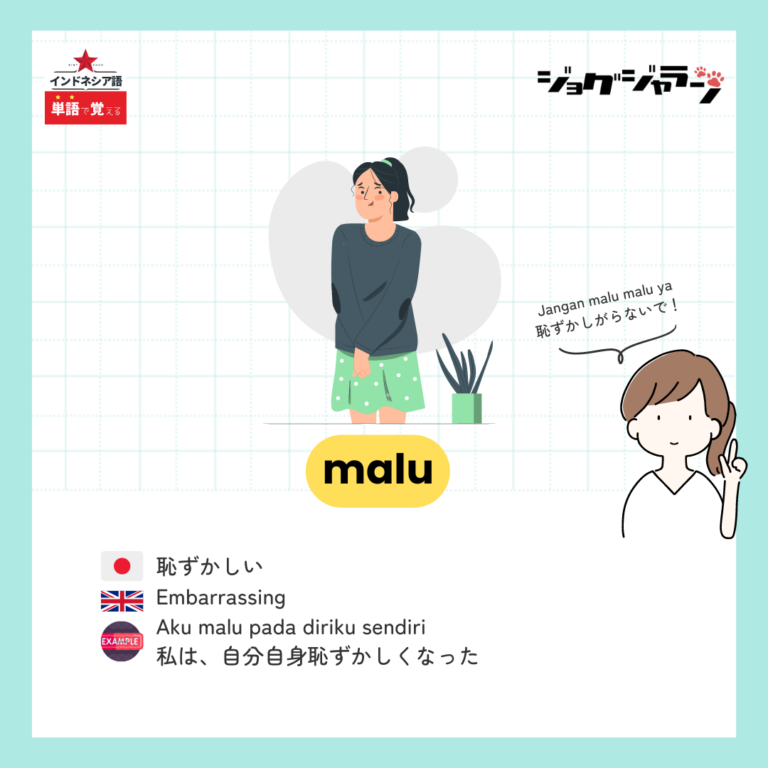 インドネシア語
単語で覚える
ジョグジャラン
Jangan malu malu ya
恥ずかしがらないで！
malu
恥ずかしい
Embarrassing
EXAMPLE
Aku malu pada diriku sendiri
私は、自分自身恥ずかしくなった